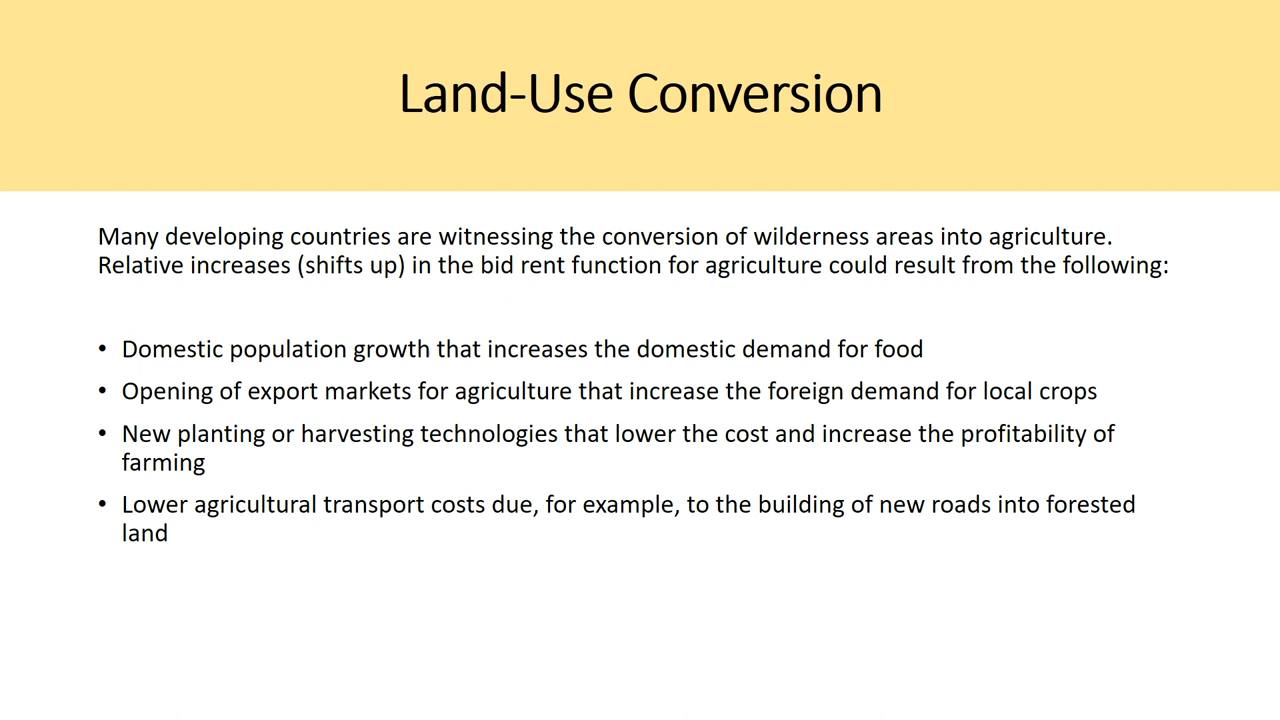 Land-Use Conversion
Many developing countries are witnessing the conversion of wilderness areas into agriculture.
Relative increases (shifts up) in the bid rent function for agriculture could result from the following:
• Domestic population growth that increases the domestic demand for food
• Opening of export markets for agriculture that increase the foreign demand for local crops
• New planting or harvesting technologies that lower the cost and increase the profitability of
farming
• Lower agricultural transport costs due, for example, to the building of new roads into forested
land